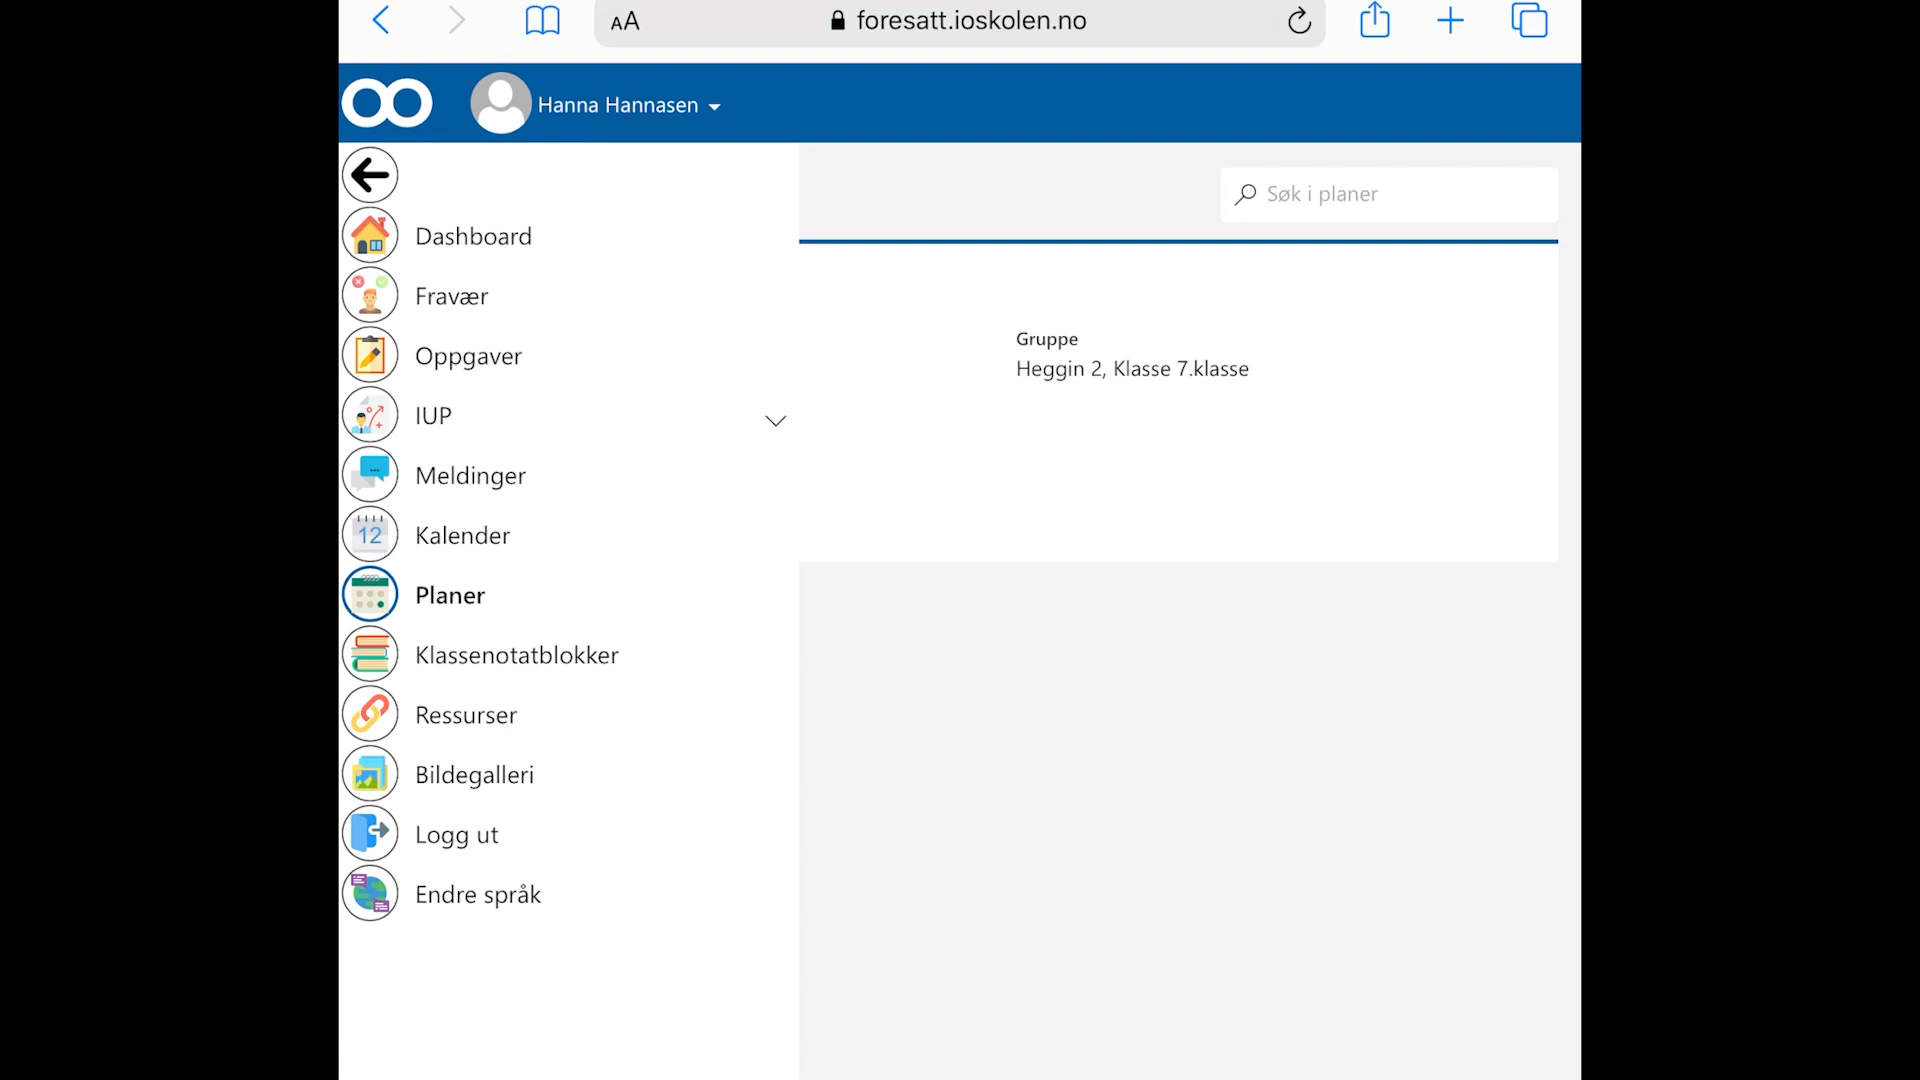 AA
foresatt.ioskolen.no
Hanna Hannasen
Søk i planer
Dashboard
Fravær
Gruppe
Oppgaver
Heggin 2, Klasse 7.klasse
IUP
Meldinger
12
Kalender
Planer
Klassenotatblokker
Ressurser
Bildegalleri
Logg ut
Endre språk